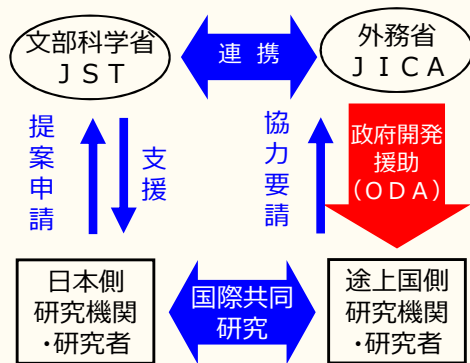 文部科学省
ＪＳＴ
連 携
外務省
ＪＩＣＡ
提案申請
支援
協力要請
政府開発
援助
（ＯＤＡ）
日本側
研究機関
・研究者
国際共同
研究
途上国側
研究機関
・研究者